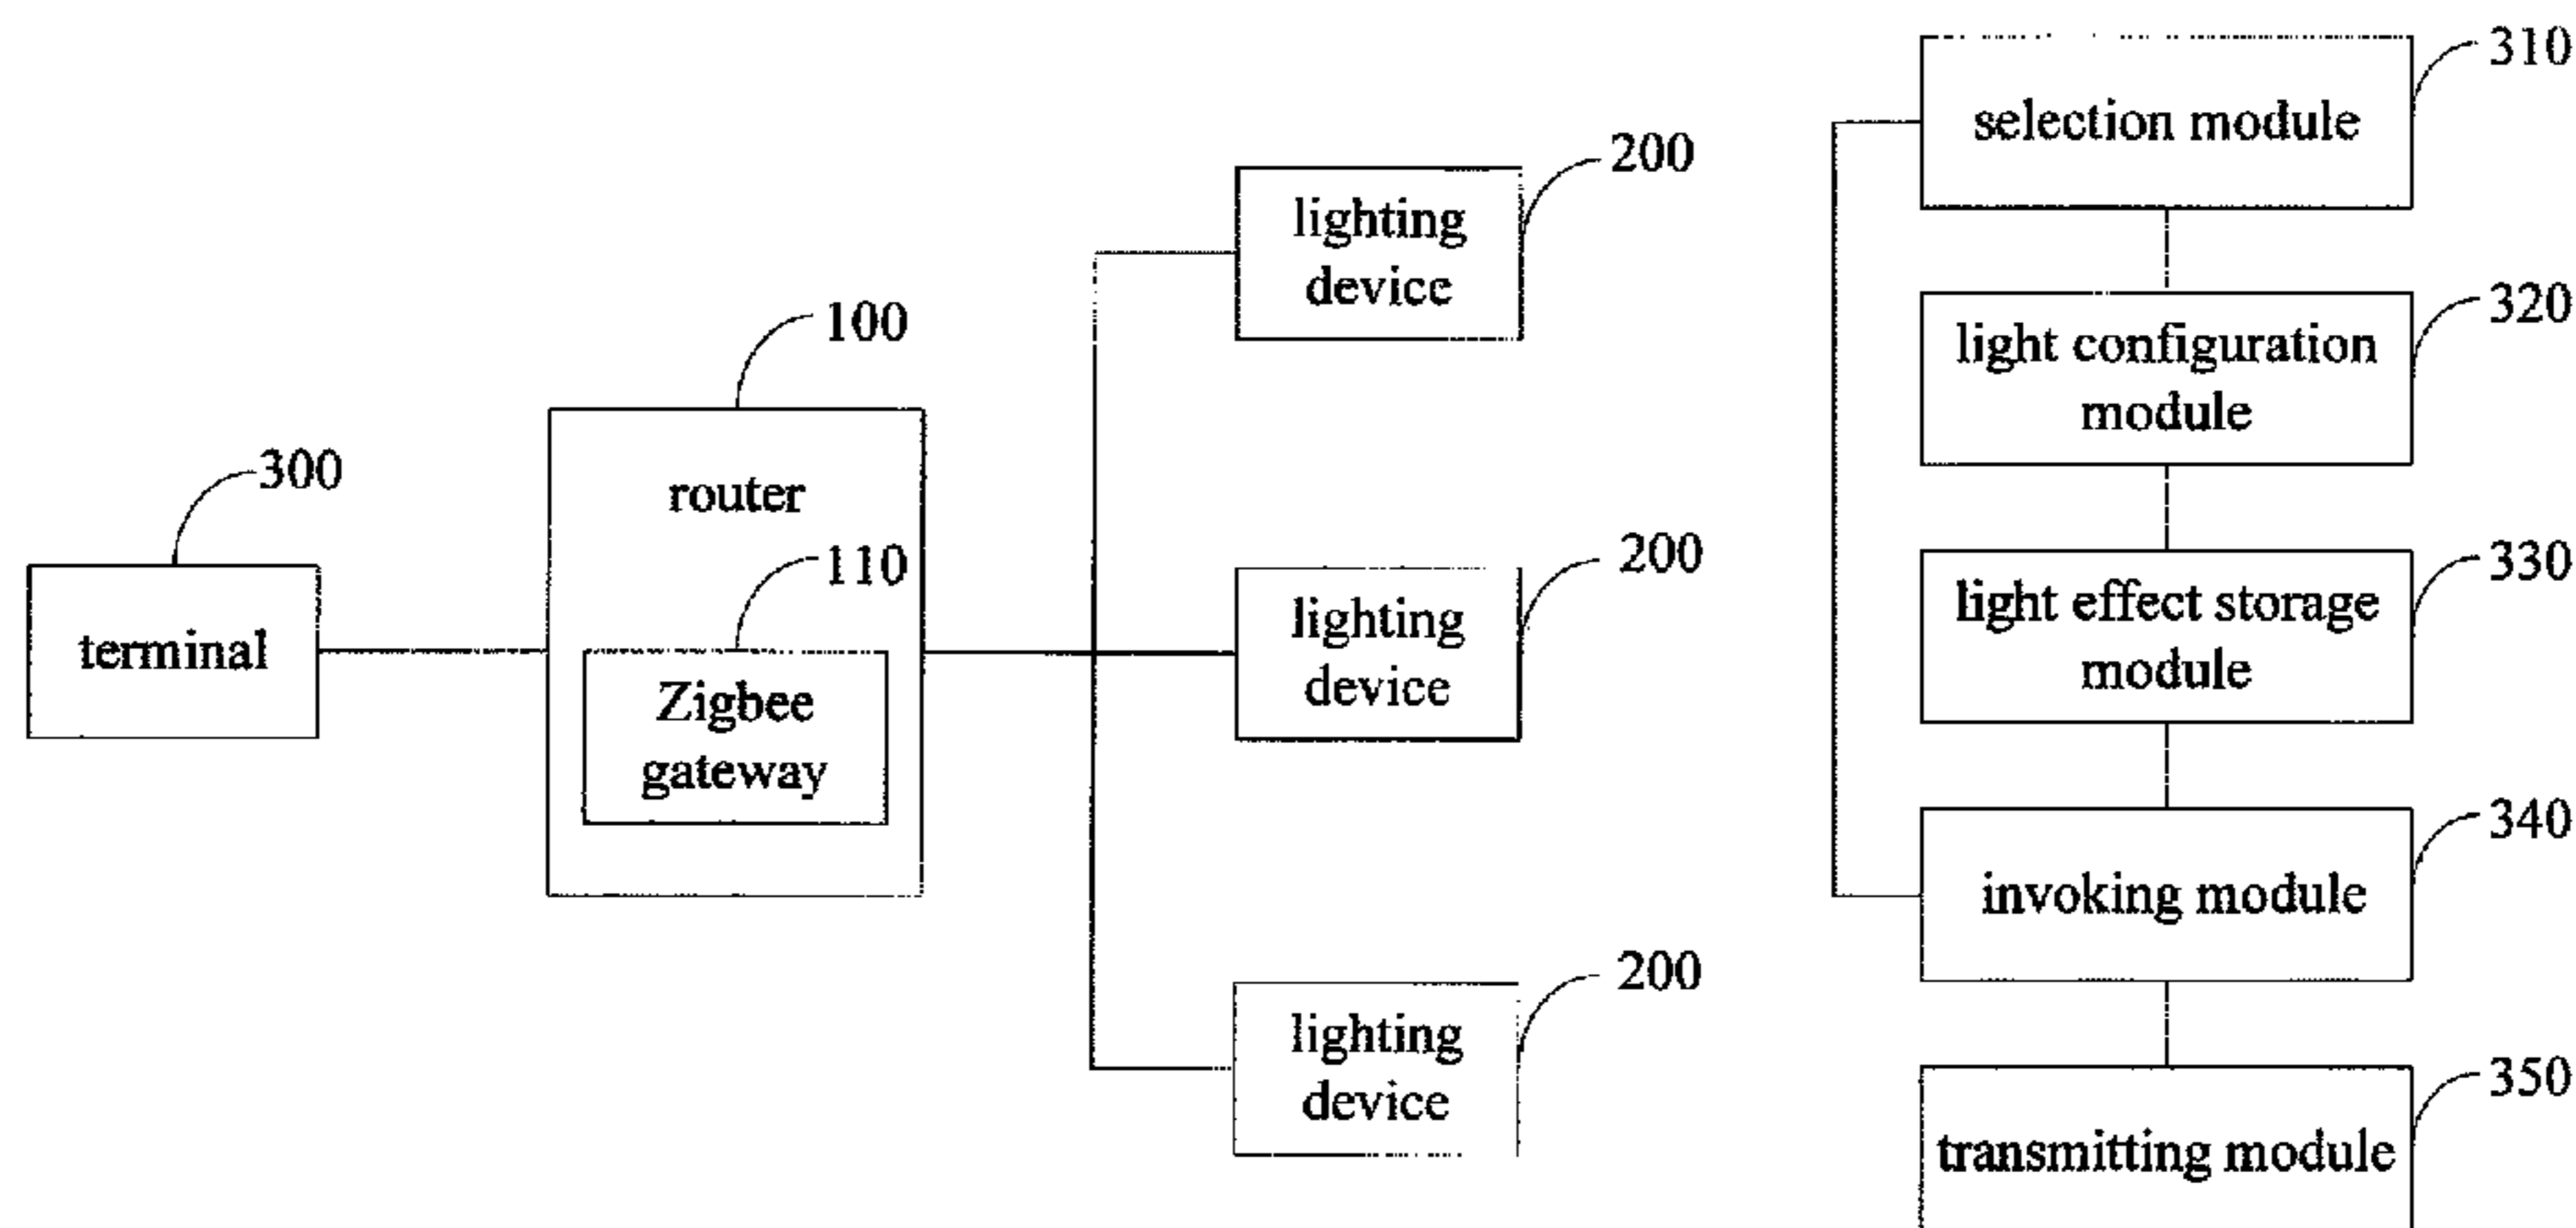 300
terminal
100
router
110
Zigbee
gateway
200
lighting
device
200
lighting
device
200
lighting
device
310
selection module
320
light configuration
module
330
light effect storage
module
340
invoking module
350
transmitting module